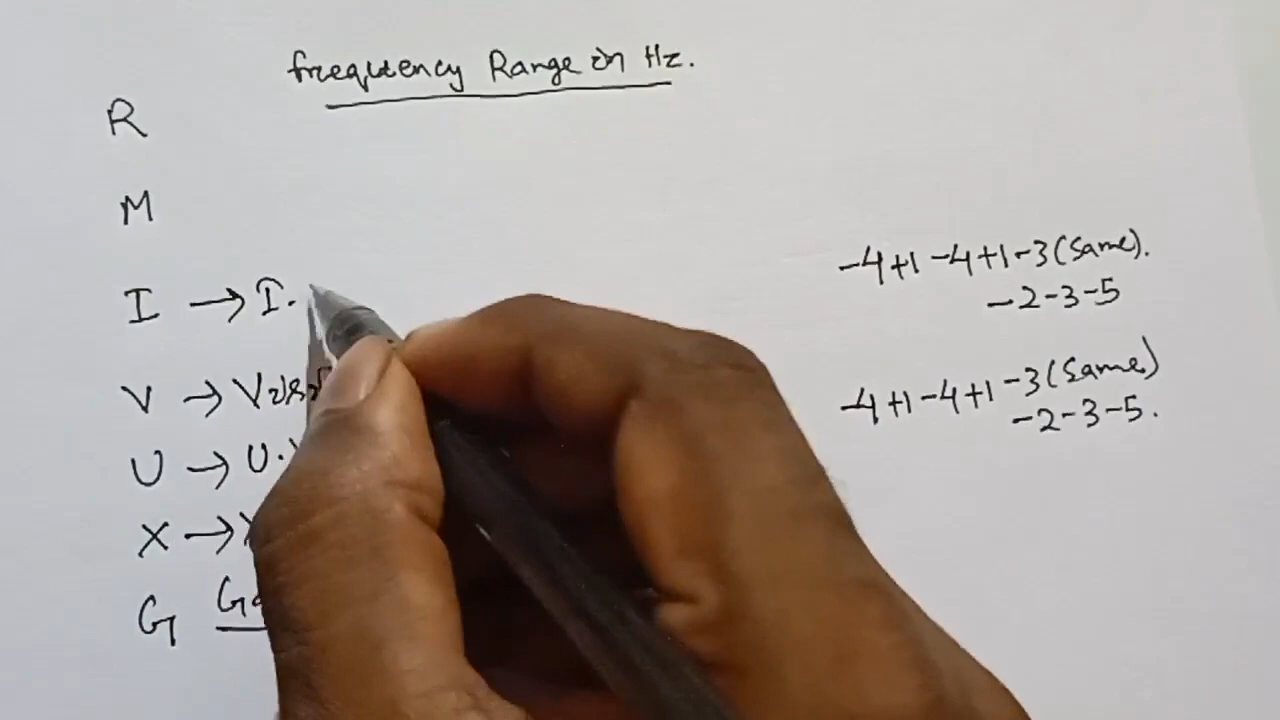 frequency Range in Hz.
R
M
I → I.
V →
U → U.
X →
G
-4+1-4+1-3(Same).
-2-3-5
-4+1-4+1-3(Same)
-2-3-5.